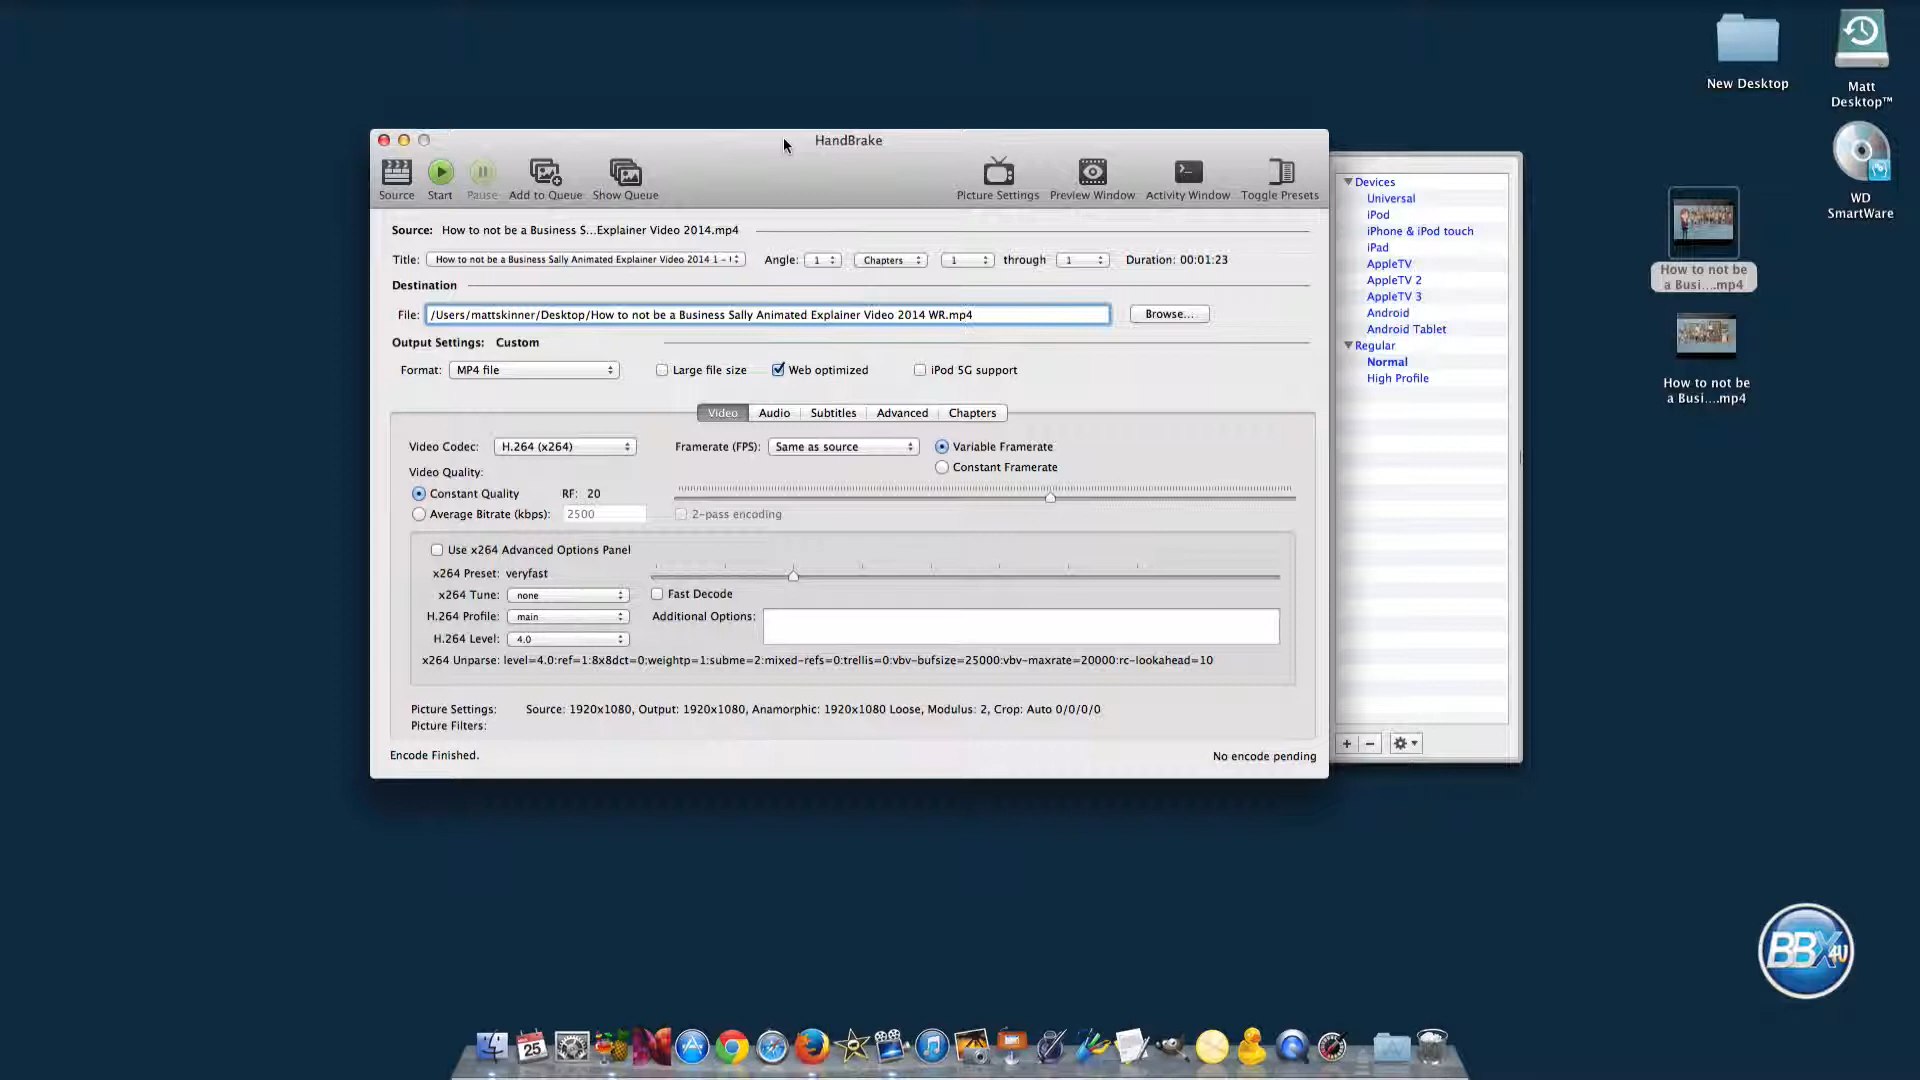 New Desktop
Matt
Desktop™
HandBrake
Source
Start
Pause
Add to Queue
Show Queue
Picture Settings
Preview Window
Activity Window
Toggle Presets
WD
SmartWare
Source: How to not be a Business S...Explainer Video 2014.mp4
Title: How to not be a Business Sally Animated Explainer Video 2014 1 -
Angle: 1 Chapters 1 through 1 Duration: 00:01:23
Destination
File: /Users/mattskinner/Desktop/How to not be a Business Sally Animated Explainer Video 2014 WR.mp4 Browse...
Output Settings: Custom
Format: MP4 file Large file size Web optimized iPod 5G support
Video Audio Subtitles Advanced Chapters
Video Codec: H.264 (x264) Framerate (FPS): Same as source Variable Framerate
Constant Framerate
Video Quality:
Constant Quality RF: 20
Average Bitrate (kbps): 2500 2-pass encoding
Use x264 Advanced Options Panel
x264 Preset: veryfast
x264 Tune: none Fast Decode
H.264 Profile: main Additional Options:
H.264 Level: 4.0
x264 Unparse: level=4.0:ref=1:8x8dct=0:weightp=1:subme=2:mixed-refs=0:trellis=0:vbv-bufsize=25000:vbv-maxrate=20000:rc-lookahead=10
Picture Settings: Source: 1920x1080, Output: 1920x1080, Anamorphic: 1920x1080 Loose, Modulus: 2, Crop: Auto 0/0/0/0
Picture Filters:
Encode Finished.
No encode pending
Devices
Universal
iPod
iPhone & iPod touch
iPad
AppleTV
AppleTV 2
AppleTV 3
Android
Android Tablet
Regular
Normal
High Profile
How to not be
a Busi....mp4
How to not be
a Busi....mp4
BBX4U
25